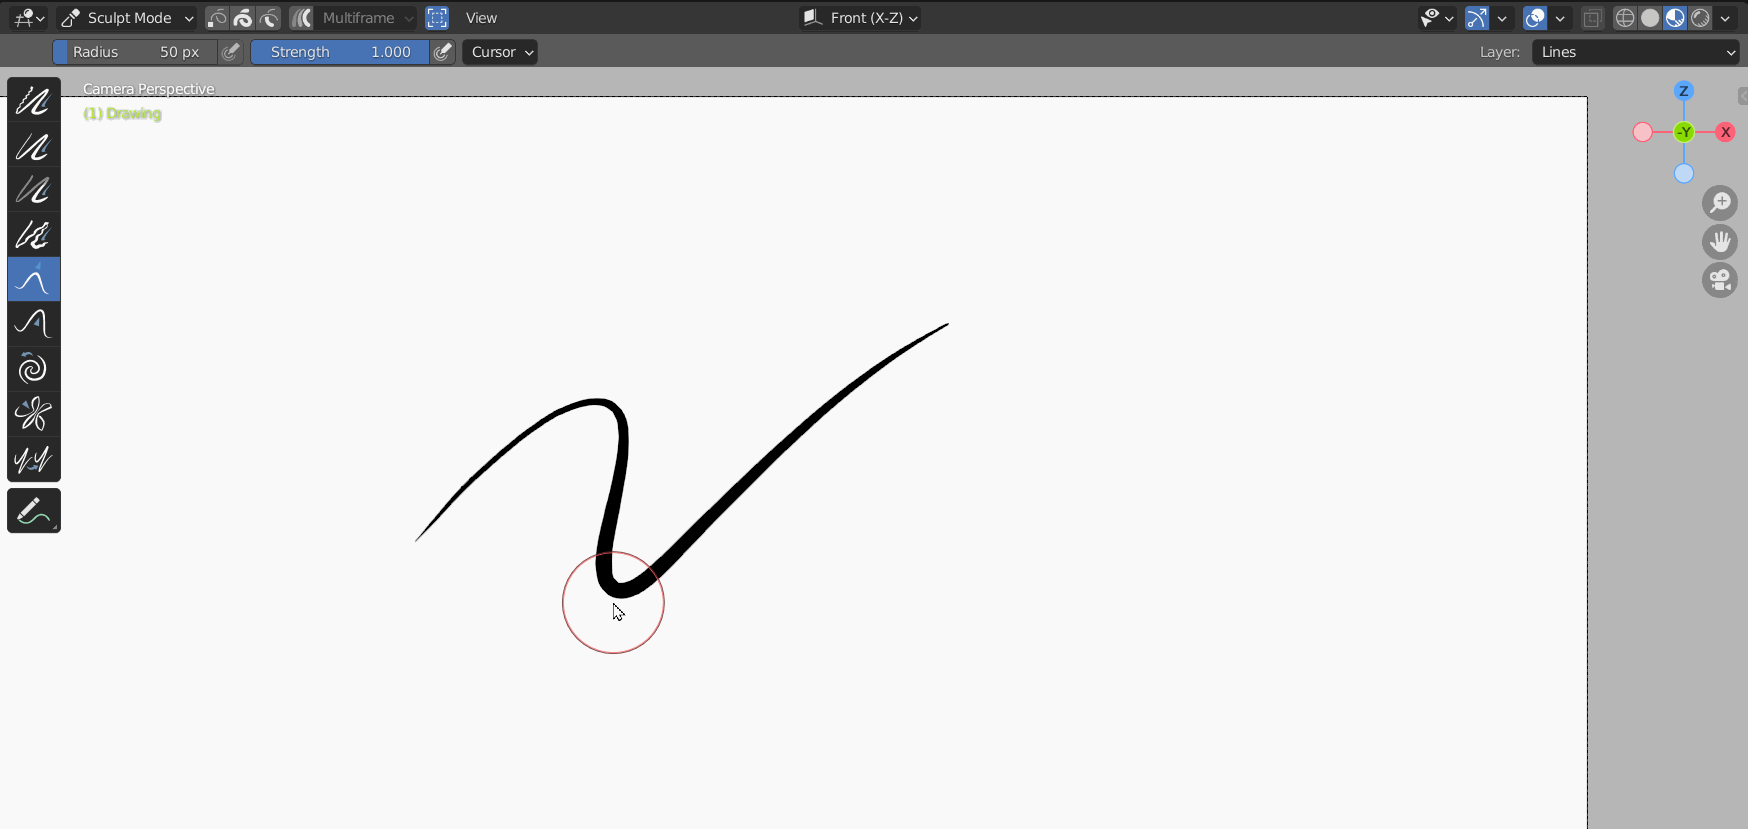 Sculpt Mode Multiframe View Front (X-Z)
Radius 50 px Strength 1.000 Cursor Layer: Lines
Camera Perspective
(1) Drawing
Z
-Y X